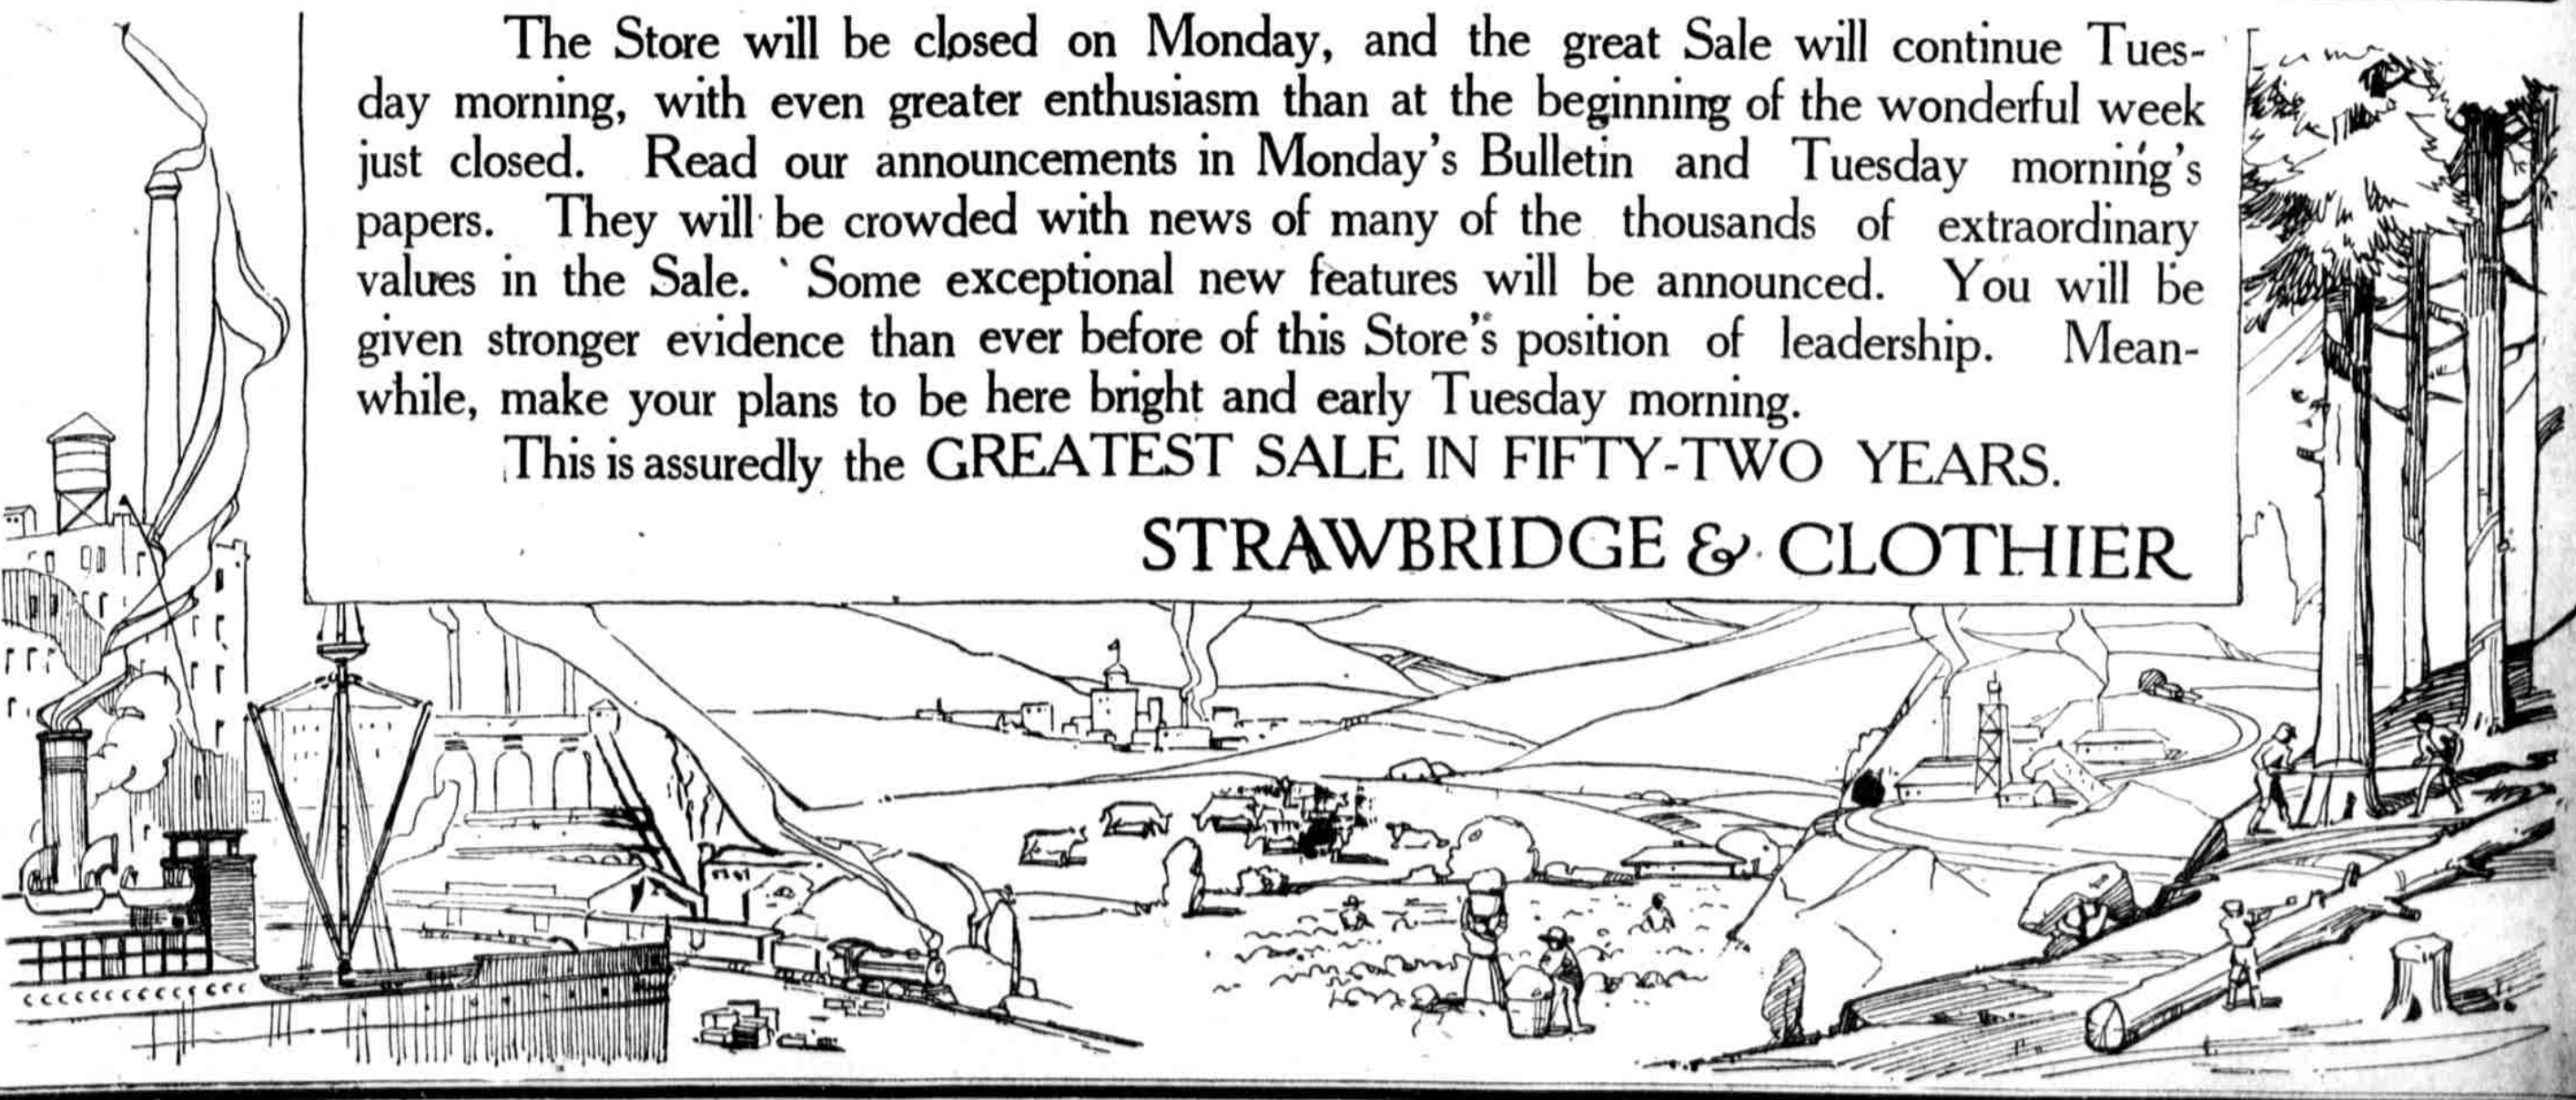 The Store will be closed on Monday, and the great Sale will continue Tues-
day morning, with even greater enthusiasm than at the beginning of the wonderful week
just closed. Read our announcements in Monday's Bulletin and Tuesday morning's
papers. They will be crowded with news of many of the thousands of extraordinary
values in the Sale. Some exceptional new features will be announced. You will be
given stronger evidence than ever before of this Store's position of leadership. Mean-
while, make your plans to be here bright and early Tuesday morning.
This is assuredly the GREATEST SALE IN FIFTY-TWO YEARS.
STRAWBRIDGE & CLOTHIER